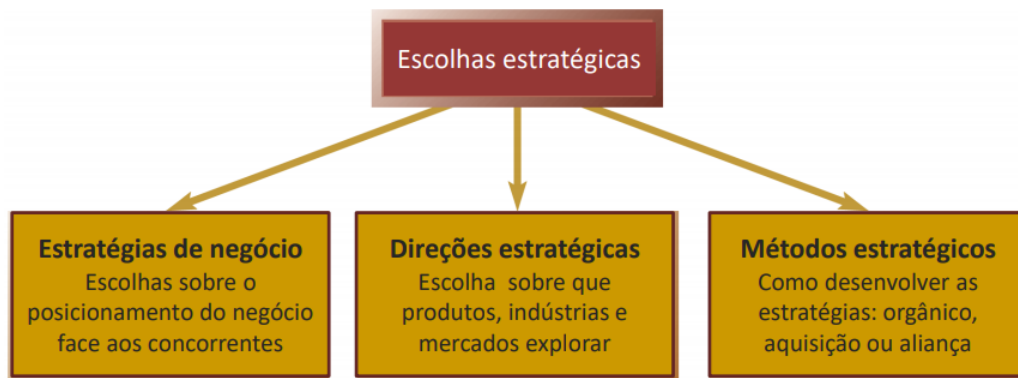 Escolhas estratégicas
Estratégias de negócio
Escolhas sobre o
posicionamento do negócio
face aos concorrentes
Direções estratégicas
Escolha sobre que
produtos, indústrias e
mercados explorar
Métodos estratégicos
Como desenvolver as
estratégias: orgânico,
aquisição ou aliança